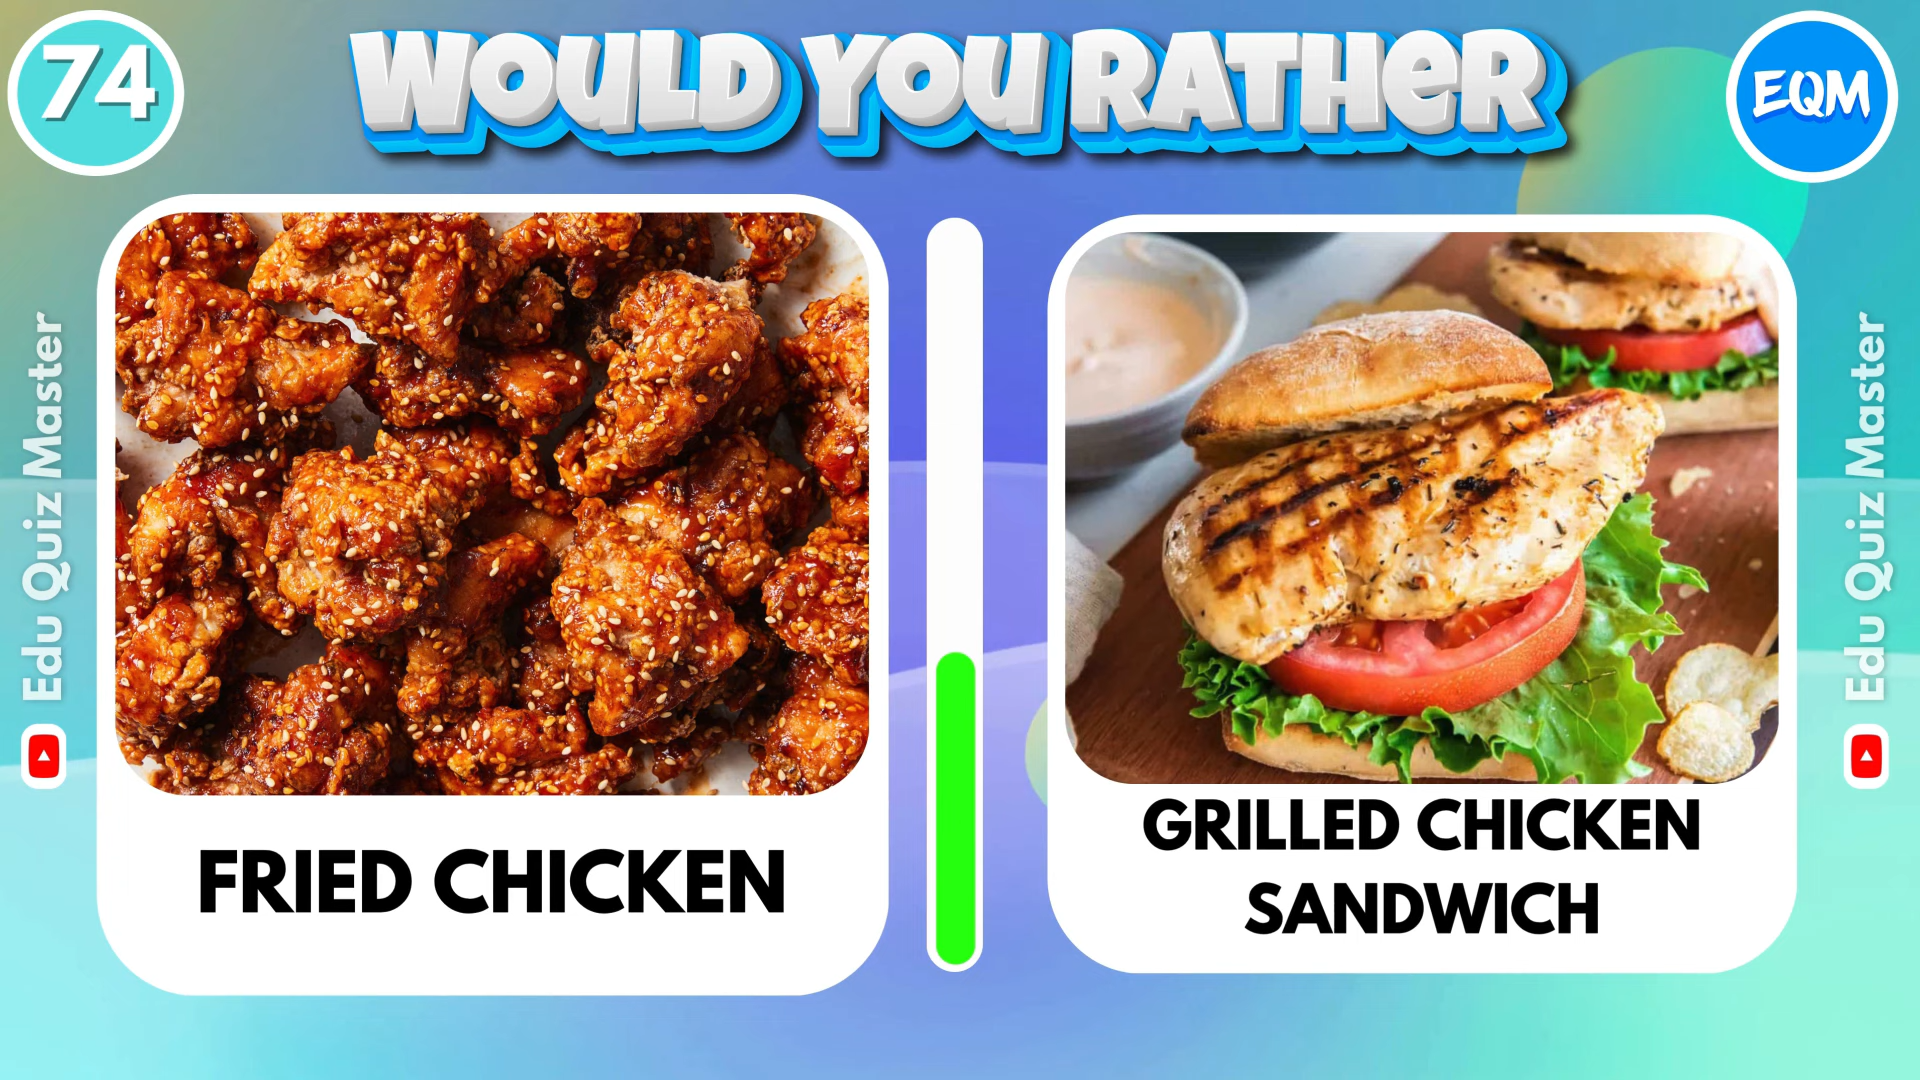 74
WOULD YOU RATHER
EQM
Edu Quiz Master
FRIED CHICKEN
GRILLED CHICKEN
SANDWICH
Edu Quiz Master